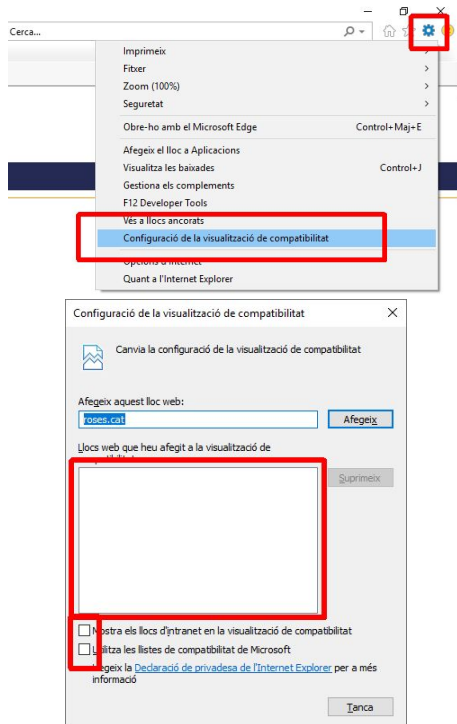 Cerca...
Imprimeix
Fitxer
Zoom (100%)
Seguretat
Obre-ho amb el Microsoft Edge Control+Maj+E
Afegeix el lloc a Aplicacions
Visualitza les baixades Control+J
Gestiona els complements
F12 Developer Tools
Vés a llocs ancorats
Configuració de la visualització de compatibilitat
Opcions d'Internet
Quant a l'Internet Explorer
Configuració de la visualització de compatibilitat
Canvia la configuració de la visualització de compatibilitat
Afegeix aquest lloc web:
roses.cat Afegeix
Llocs web que heu afegit a la visualització de
Suprimeix
Mostra els llocs d'intranet en la visualització de compatibilitat
Utilitza les llistes de compatibilitat de Microsoft
Llegeix la Declaració de privadesa de l'Internet Explorer per a més
informació
Tanca